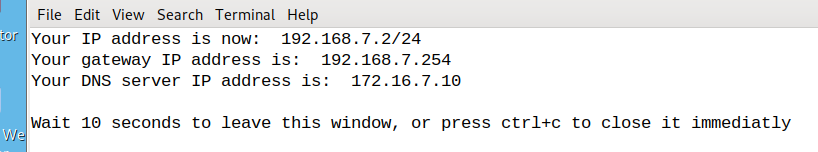 File Edit View Search Terminal Help
tor
Your IP address is now:  192.168.7.2/24
Your gateway IP address is:  192.168.7.254
Your DNS server IP address is:  172.16.7.10
Wait 10 seconds to leave this window, or press ctrl+c to close it immediatly
We